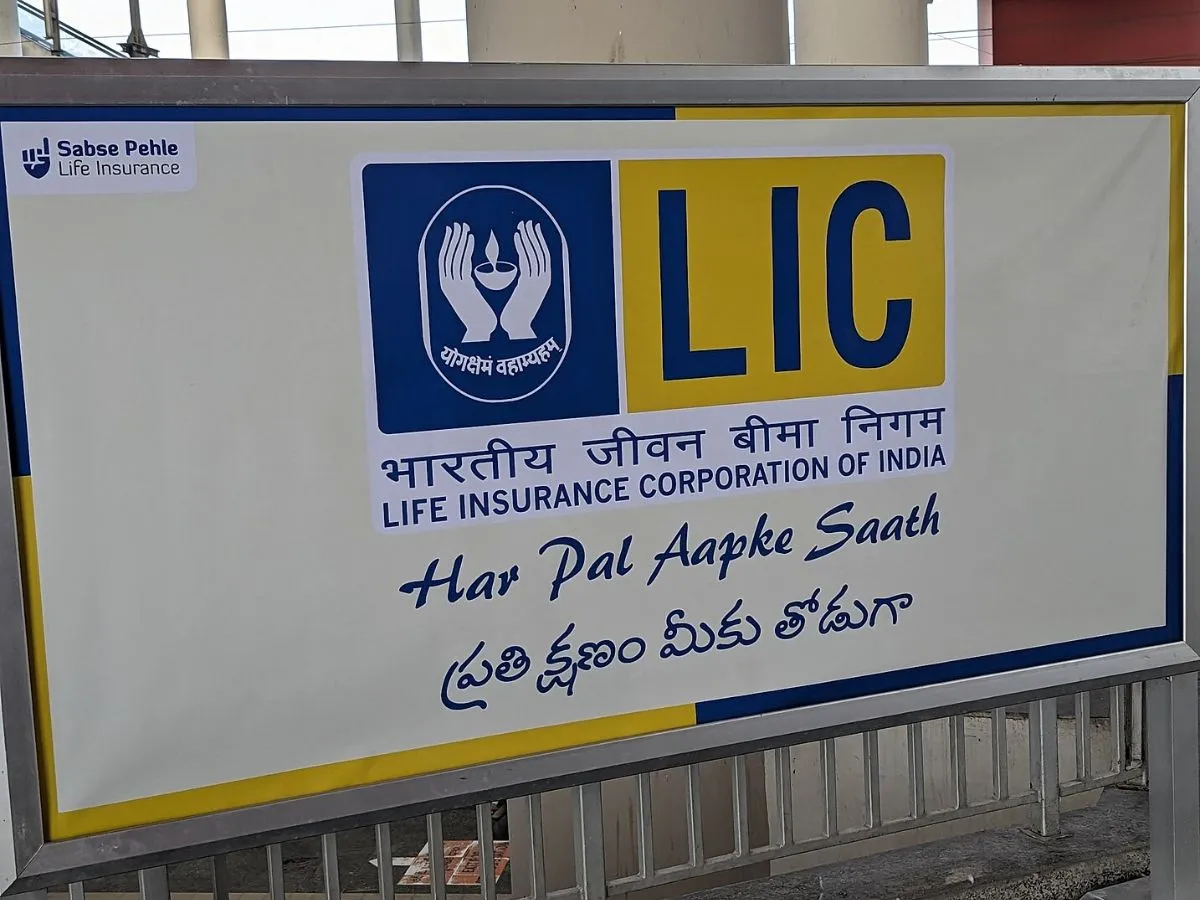 Sabse Pehle
Life Insurance
LIC
योगक्षेमं वहाम्यहम्
भारतीय जीवन बीमा निगम
LIFE INSURANCE CORPORATION OF INDIA
Har Pal Aapke Saath
ప్రతి క్షణం మీకు తోడుగా